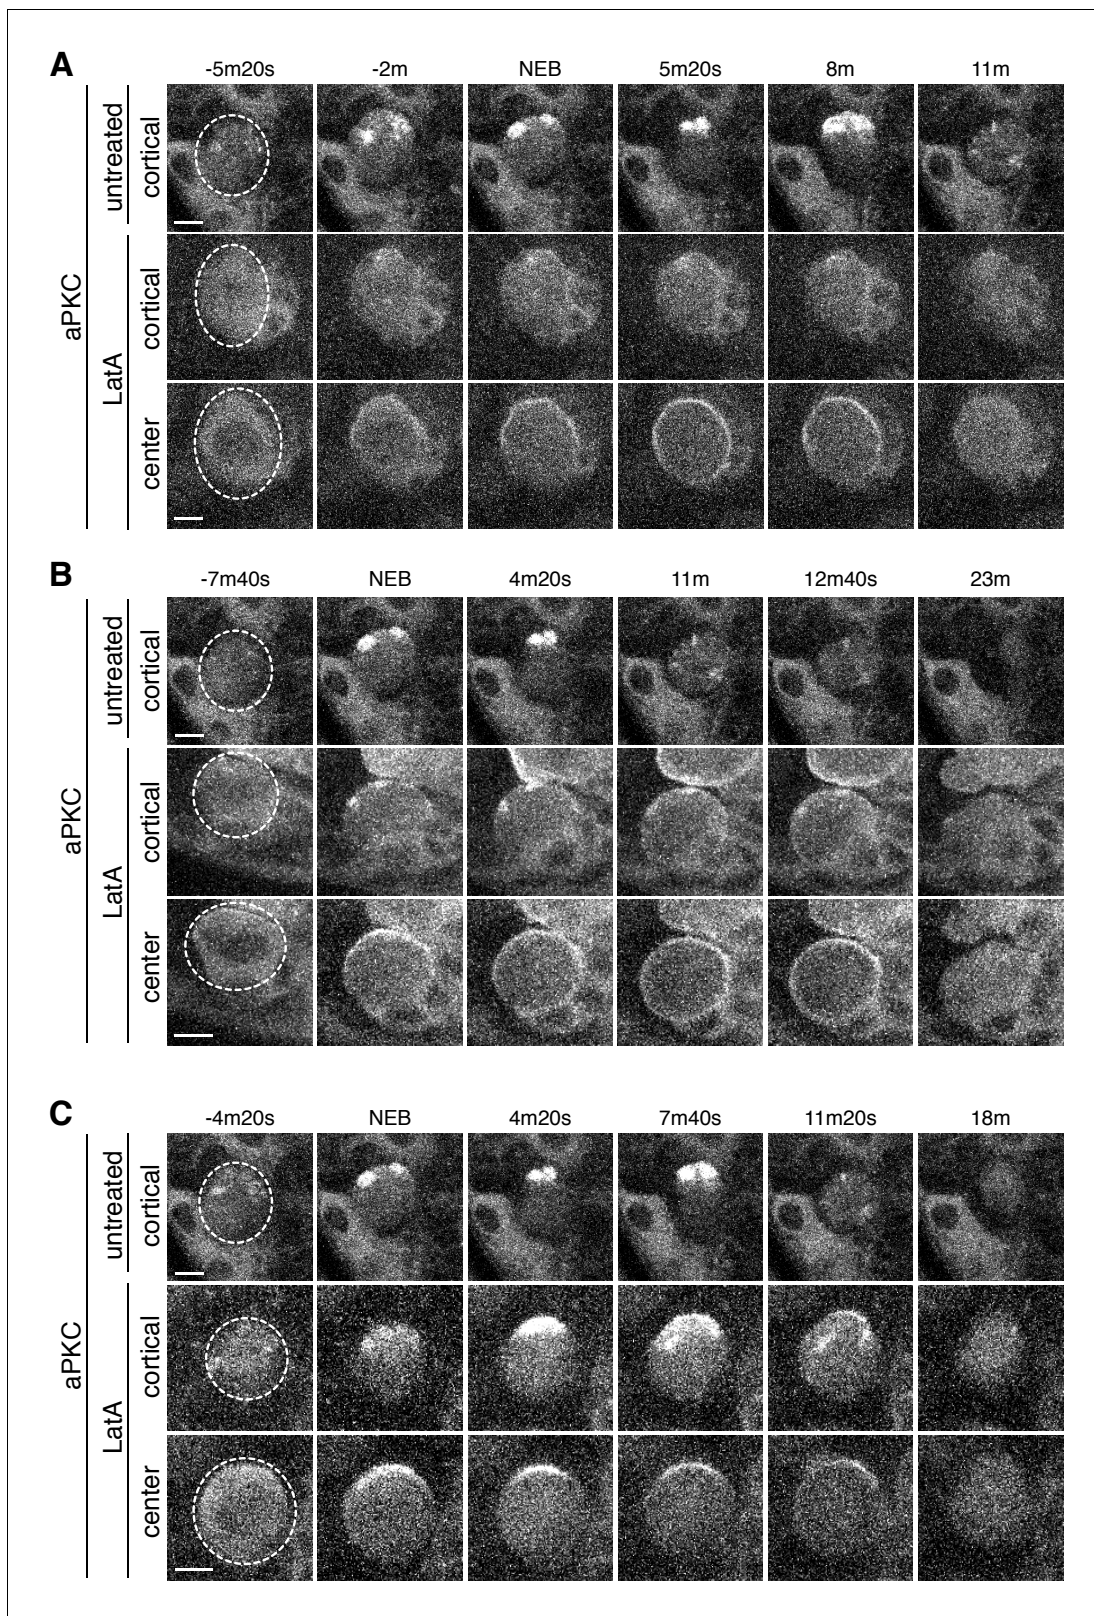 A
-5m20s -2m NEB 5m20s 8m 11m
aPKC
untreated
cortical
LatA
cortical
center
B
-7m40s NEB 4m20s 11m 12m40s 23m
aPKC
untreated
cortical
LatA
cortical
center
C
-4m20s NEB 4m20s 7m40s 11m20s 18m
aPKC
untreated
cortical
LatA
cortical
center